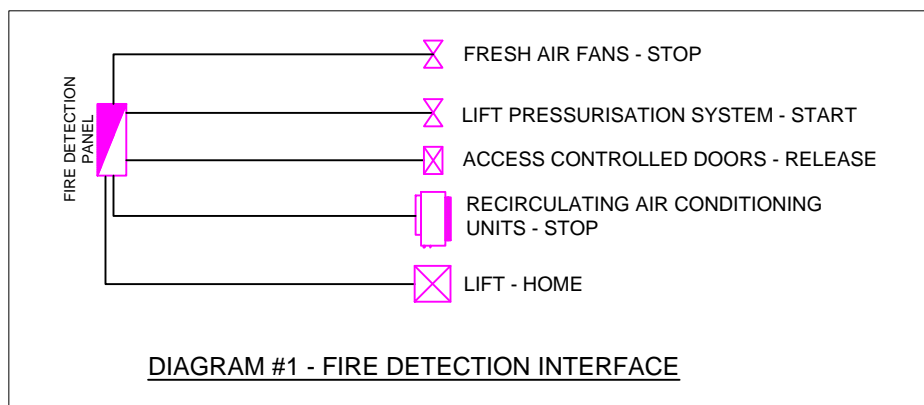 FRESH AIR FANS - STOP
FIRE DETECTION
PANEL
LIFT PRESSURISATION SYSTEM - START
ACCESS CONTROLLED DOORS - RELEASE
RECIRCULATING AIR CONDITIONING
UNITS - STOP
LIFT - HOME
DIAGRAM #1 - FIRE DETECTION INTERFACE